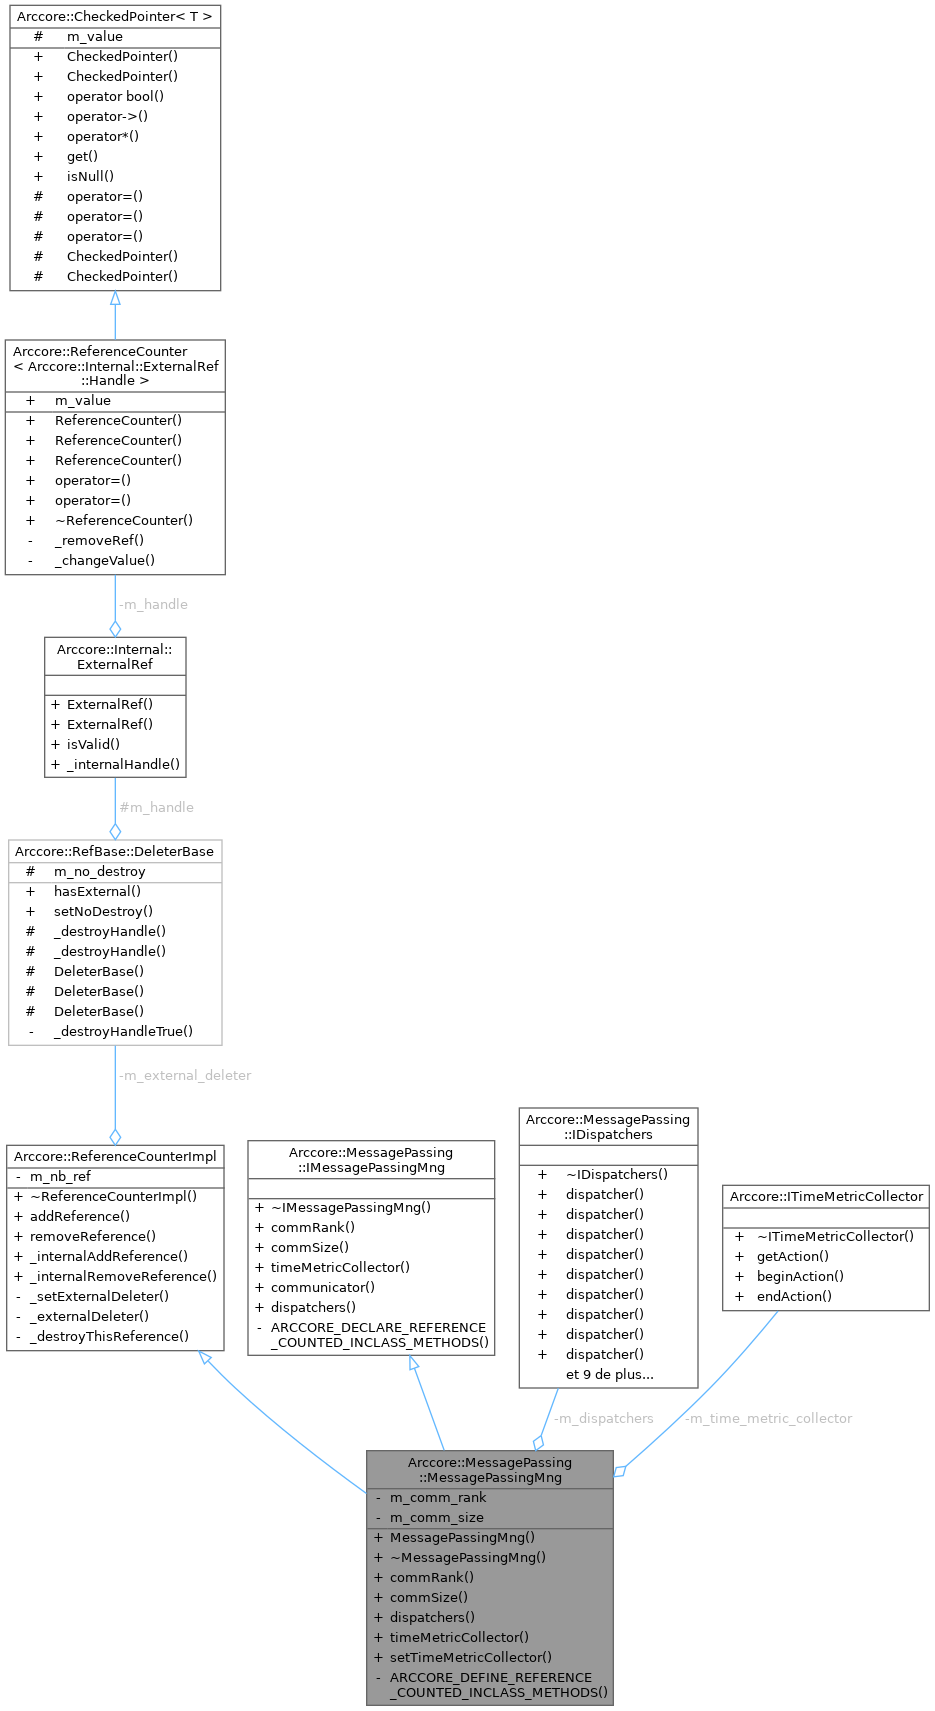 Arccore::CheckedPointer< T >
# m_value
+ CheckedPointer()
+ CheckedPointer()
+ operator bool()
+ operator->()
+ operator*()
+ get()
+ isNull()
# operator=()
# operator=()
# operator=()
# CheckedPointer()
# CheckedPointer()
Arccore::ReferenceCounter
< Arccore::Internal::ExternalRef
::Handle >
+ m_value
+ ReferenceCounter()
+ ReferenceCounter()
+ ReferenceCounter()
+ operator=()
+ operator=()
+ ~ReferenceCounter()
- _removeRef()
- _changeValue()
-m_handle
Arccore::Internal::
ExternalRef
+ ExternalRef()
+ ExternalRef()
+ isValid()
+ _internalHandle()
#m_handle
Arccore::RefBase::DeleterBase
# m_no_destroy
+ hasExternal()
+ setNoDestroy()
# _destroyHandle()
# _destroyHandle()
# DeleterBase()
# DeleterBase()
# DeleterBase()
- _destroyHandleTrue()
-m_external_deleter
Arccore::ReferenceCounterImpl
- m_nb_ref
+ ~ReferenceCounterImpl()
+ addReference()
+ removeReference()
+ _internalAddReference()
+ _internalRemoveReference()
- _setExternalDeleter()
- _externalDeleter()
- _destroyThisReference()
Arccore::MessagePassing
::IMessagePassingMng
+ ~IMessagePassingMng()
+ commRank()
+ commSize()
+ timeMetricCollector()
+ communicator()
+ dispatchers()
- ARCCORE_DECLARE_REFERENCE
_COUNTED_INCLASS_METHODS()
Arccore::MessagePassing
::IDispatchers
+ ~IDispatchers()
+ dispatcher()
+ dispatcher()
+ dispatcher()
+ dispatcher()
+ dispatcher()
+ dispatcher()
+ dispatcher()
+ dispatcher()
+ dispatcher()
et 9 de plus...
Arccore::ITimeMetricCollector
+ ~ITimeMetricCollector()
+ getAction()
+ beginAction()
+ endAction()
-m_dispatchers
-m_time_metric_collector
Arccore::MessagePassing
::MessagePassingMng
- m_comm_rank
- m_comm_size
+ MessagePassingMng()
+ ~MessagePassingMng()
+ commRank()
+ commSize()
+ dispatchers()
+ timeMetricCollector()
+ setTimeMetricCollector()
- ARCCORE_DEFINE_REFERENCE
_COUNTED_INCLASS_METHODS()